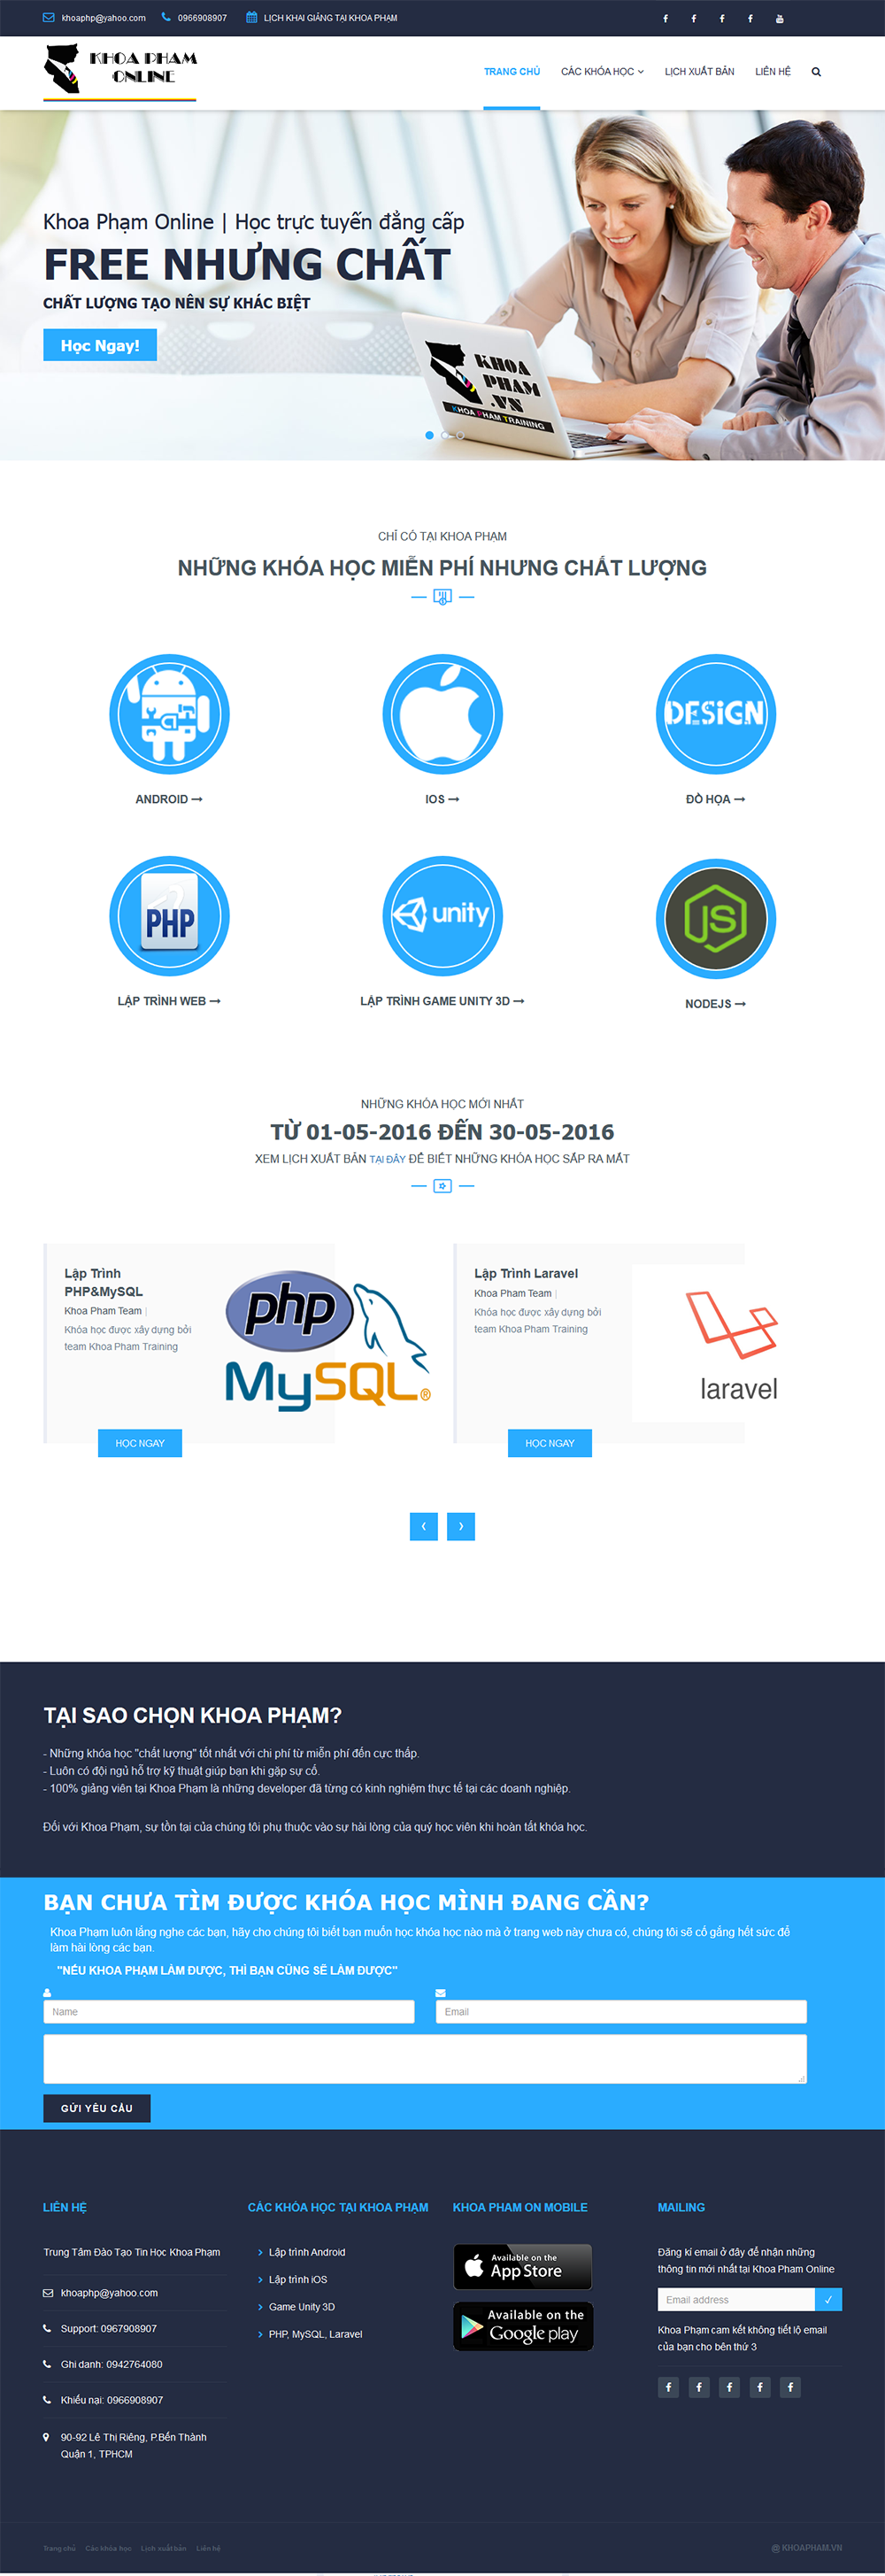 khoaphp@yahoo.com 0966908907 LỊCH KHAI GIẢNG TẠI KHOA PHẠM
KHOA PHAM
ONLINE
TRANG CHỦ CÁC KHÓA HỌC LỊCH XUẤT BẢN LIÊN HỆ
Khoa Phạm Online | Học trực tuyến đẳng cấp
FREE NHƯNG CHẤT
CHẤT LƯỢNG TẠO NÊN SỰ KHÁC BIỆT
Học Ngay!
KHOA
PHAM
.VN
KHOA PHAM TRAINING
CHỈ CÓ TẠI KHOA PHẠM
NHỮNG KHÓA HỌC MIỄN PHÍ NHƯNG CHẤT LƯỢNG
DESIGN
ANDROID → IOS → ĐỒ HỌA →
PHP unity JS
LẬP TRÌNH WEB → LẬP TRÌNH GAME UNITY 3D → NODEJS →
NHỮNG KHÓA HỌC MỚI NHẤT
TỪ 01-05-2016 ĐẾN 30-05-2016
XEM LỊCH XUẤT BẢN TẠI ĐÂY ĐỂ BIẾT NHỮNG KHÓA HỌC SẮP RA MẮT
Lập Trình
PHP&MySQL
Khoa Pham Team |
Khóa học được xây dựng bởi
team Khoa Pham Training
php
MySQL®
HỌC NGAY
Lập Trình Laravel
Khoa Pham Team |
Khóa học được xây dựng bởi
team Khoa Pham Training
laravel
HỌC NGAY
‹ ›
TẠI SAO CHỌN KHOA PHẠM?
- Những khóa học "chất lượng" tốt nhất với chi phí từ miễn phí đến cực thấp.
- Luôn có đội ngũ hỗ trợ kỹ thuật giúp bạn khi gặp sự cố.
- 100% giảng viên tại Khoa Phạm là những developer đã từng có kinh nghiệm thực tế tại các doanh nghiệp.
Đối với Khoa Phạm, sự tồn tại của chúng tôi phụ thuộc vào sự hài lòng của quý học viên khi hoàn tất khóa học.
BẠN CHƯA TÌM ĐƯỢC KHÓA HỌC MÌNH ĐANG CẦN?
Khoa Phạm luôn lắng nghe các bạn, hãy cho chúng tôi biết bạn muốn học khóa học nào mà ở trang web này chưa có, chúng tôi sẽ cố gắng hết sức để
làm hài lòng các bạn.
"NẾU KHOA PHẠM LÀM ĐƯỢC, THÌ BẠN CŨNG SẼ LÀM ĐƯỢC"
Name Email
GỬI YÊU CẦU
LIÊN HỆ
Trung Tâm Đào Tạo Tin Học Khoa Phạm
khoaphp@yahoo.com
Support: 0967908907
Ghi danh: 0942764080
Khiếu nại: 0966908907
90-92 Lê Thị Riêng, P.Bến Thành
Quận 1, TPHCM
CÁC KHÓA HỌC TẠI KHOA PHẠM
Lập trình Android
Lập trình iOS
Game Unity 3D
PHP, MySQL, Laravel
KHOA PHAM ON MOBILE
Available on the
App Store
Available on the
Google play
MAILING
Đăng kí email ở đây để nhận những
thông tin mới nhất tại Khoa Pham Online
Email address ✓
Khoa Phạm cam kết không tiết lộ email
của bạn cho bên thứ 3
Trang chủ Các khóa học Lịch xuất bản Liên hệ
@ KHOAPHAM.VN